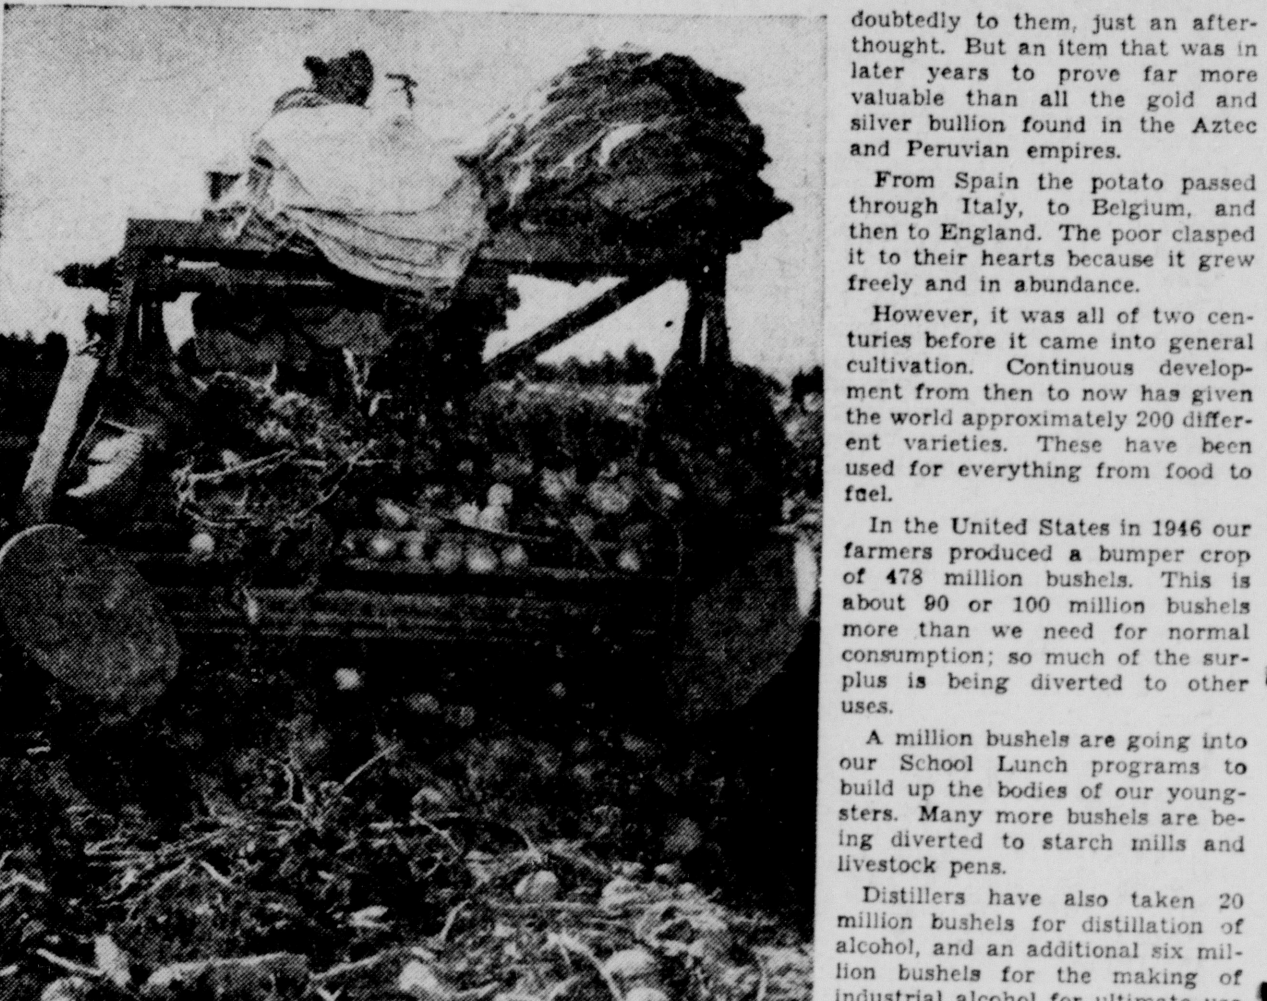 doubtedly to them, just an after-
thought. But an item that was in
later years to prove far more
valuable than all the gold and
silver bullion found in the Aztec
and Peruvian empires.
From Spain the potato passed
through Italy, to Belgium, and
then to England. The poor clasped
it to their hearts because it grew
freely and in abundance.
However, it was all of two cen-
turies before it came into general
cultivation. Continuous develop-
ment from then to now has given
the world approximately 200 differ-
ent varieties. These have been
used for everything from food to
fuel.
In the United States in 1946 our
farmers produced a bumper crop
of 478 million bushels. This is
about 90 or 100 million bushels
more than we need for normal
consumption; so much of the sur-
plus is being diverted to other
uses.
A million bushels are going into
our School Lunch programs to
build up the bodies of our young-
sters. Many more bushels are be-
ing diverted to starch mills and
livestock pens.
Distillers have also taken 20
million bushels for distillation of
alcohol, and an additional six mil-
lion bushels for the making of
industrial alcohol for